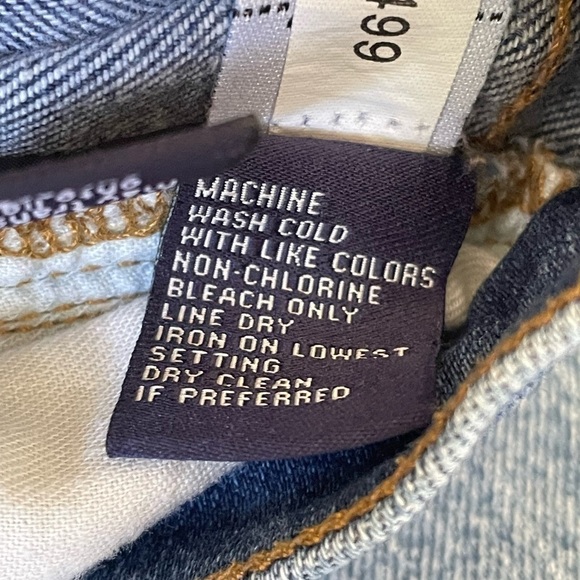 499
MACHINE
WASH COLD
WITH LIKE COLORS
NON-CHLORINE
BLEACH ONLY
LINE DRY
IRON ON LOWEST
SETTING
DRY CLEAN
IF PREFERRED